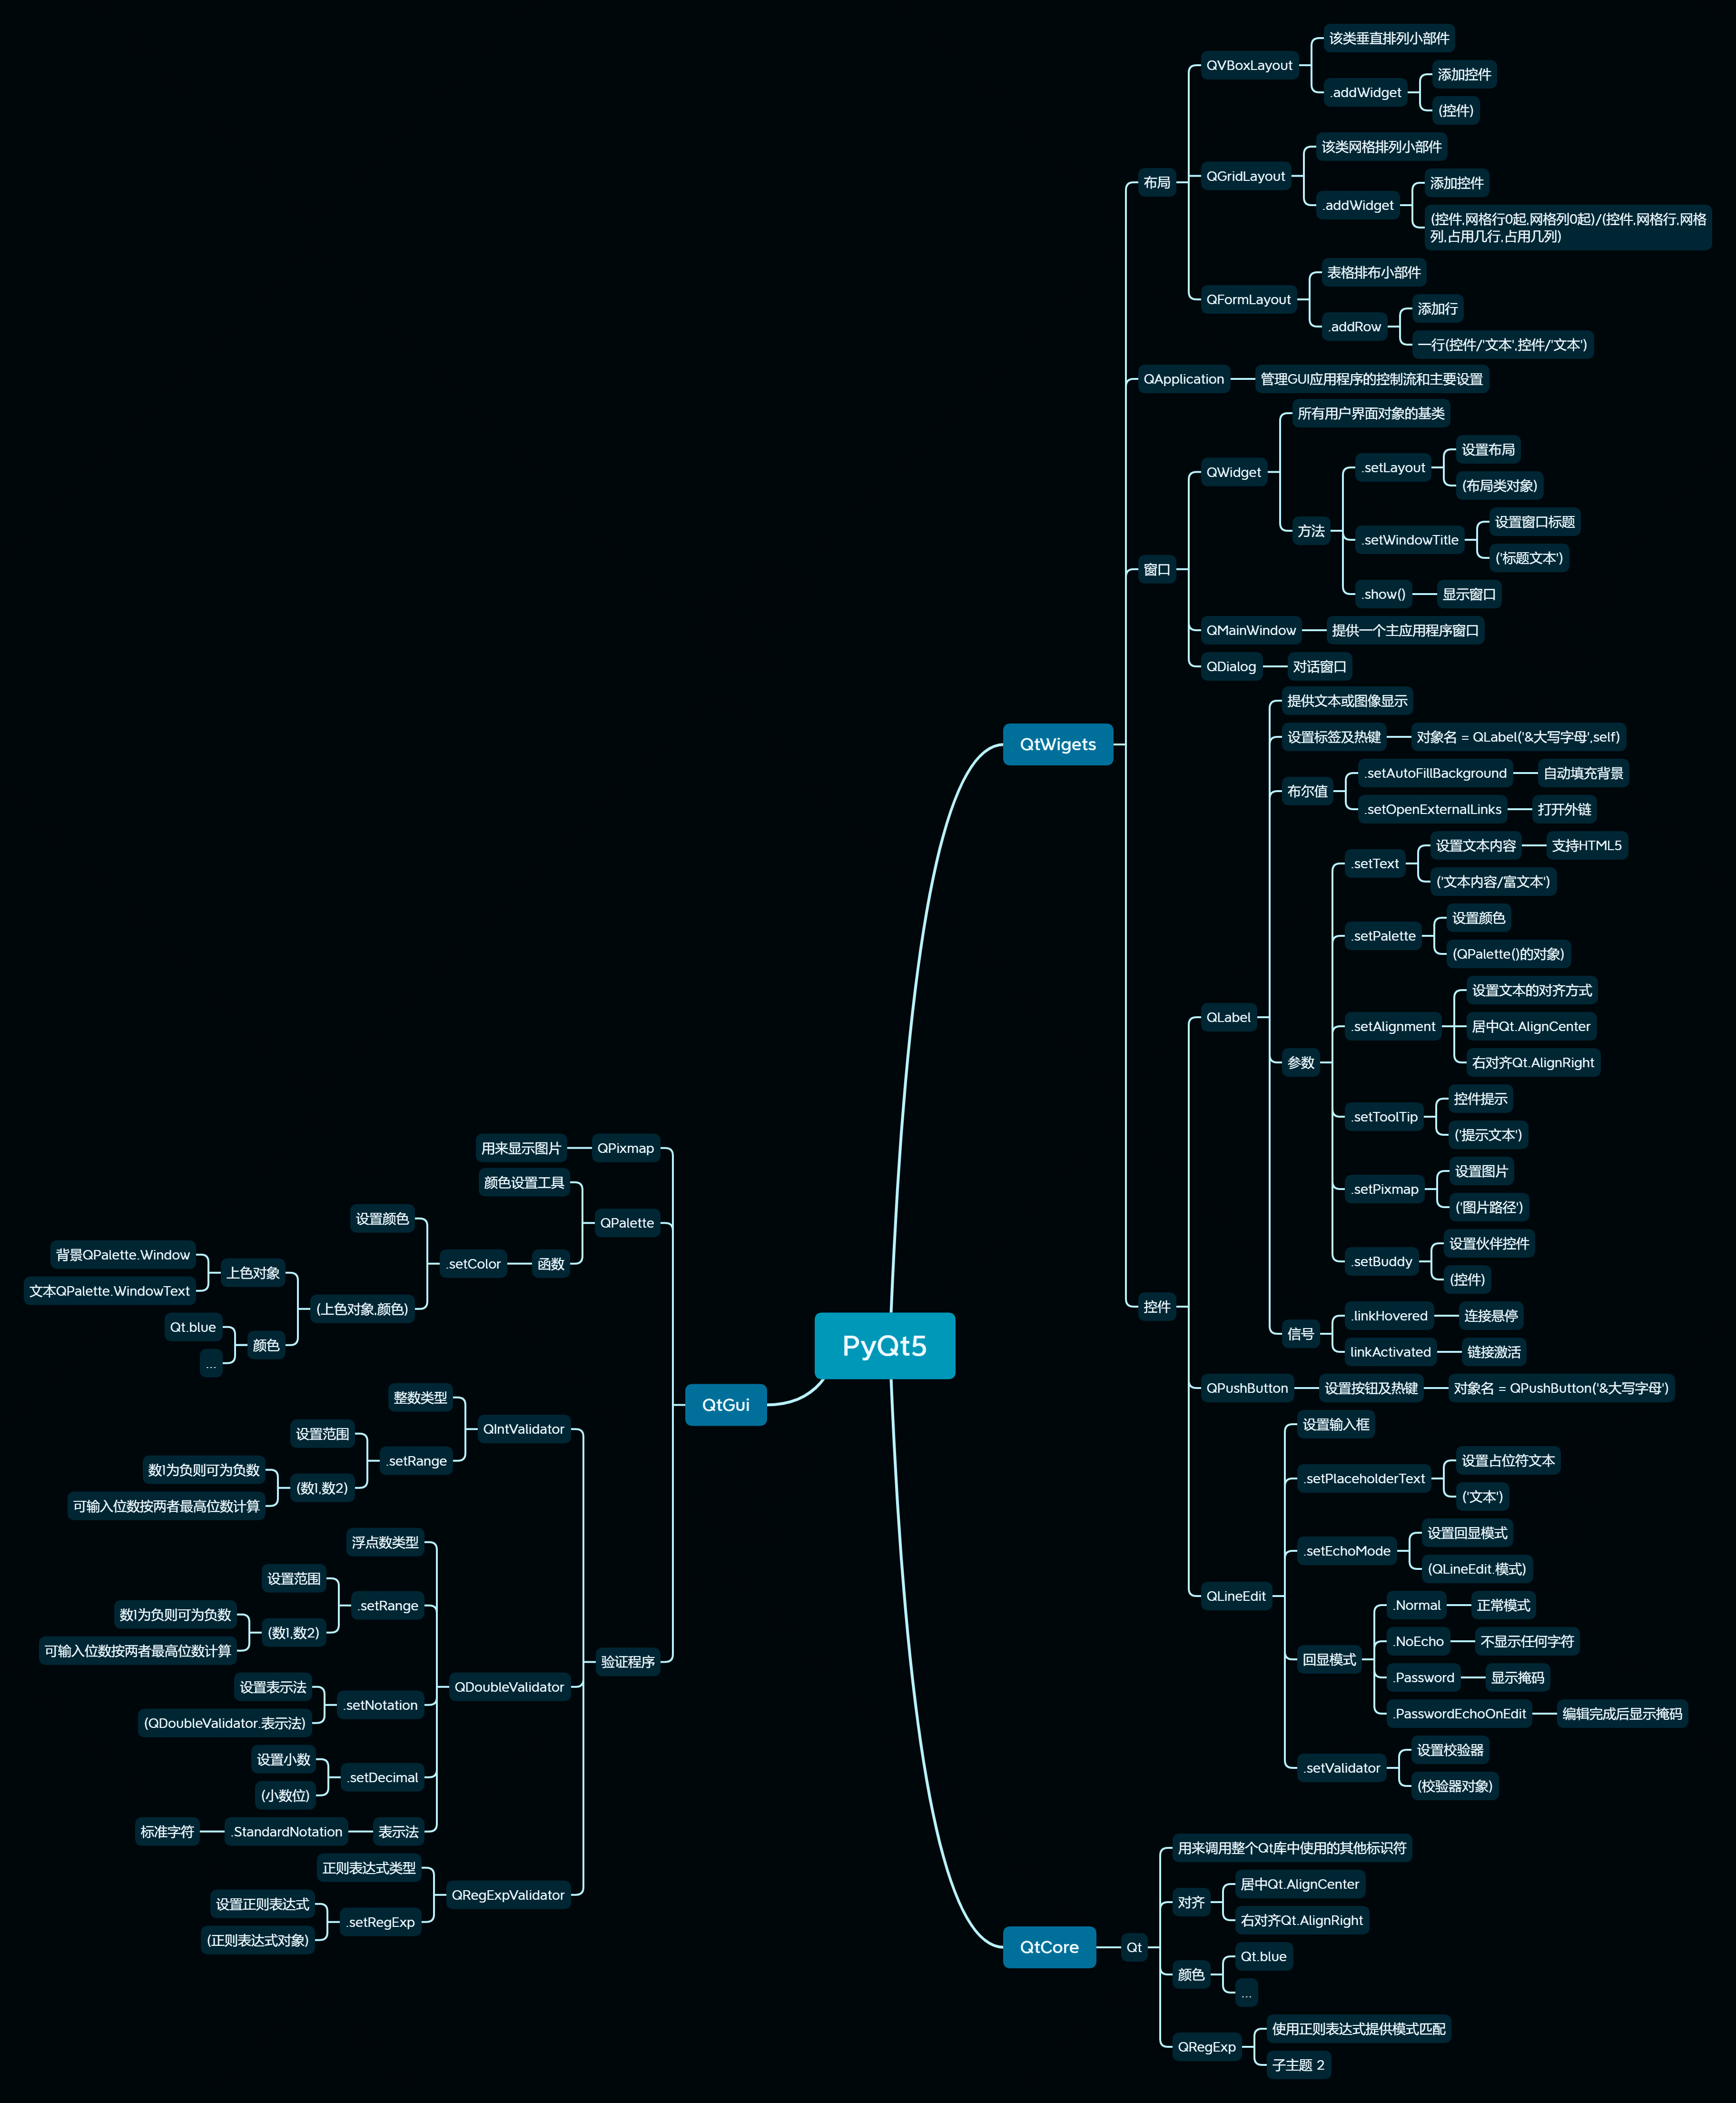 PyQt5
QtWigets
布局
QVBoxLayout
该类垂直排列小部件
.addWidget
添加控件
(控件)
QGridLayout
该类网格排列小部件
.addWidget
添加控件
(控件,网格行0起,网格列0起)/(控件,网格行,网格
列,占用几行,占用几列)
QFormLayout
表格排布小部件
.addRow
添加行
一行(控件/'文本',控件/'文本')
QApplication
管理GUI应用程序的控制流和主要设置
窗口
QWidget
所有用户界面对象的基类
方法
.setLayout
设置布局
(布局类对象)
.setWindowTitle
设置窗口标题
('标题文本')
.show()
显示窗口
QMainWindow
提供一个主应用程序窗口
QDialog
对话窗口
控件
QLabel
提供文本或图像显示
设置标签及热键
对象名 = QLabel('&大写字母',self)
布尔值
.setAutoFillBackground
自动填充背景
.setOpenExternalLinks
打开外链
参数
.setText
设置文本内容
支持HTML5
('文本内容/富文本')
.setPalette
设置颜色
(QPalette()的对象)
.setAlignment
设置文本的对齐方式
居中Qt.AlignCenter
右对齐Qt.AlignRight
.setToolTip
控件提示
('提示文本')
.setPixmap
设置图片
('图片路径')
.setBuddy
设置伙伴控件
(控件)
信号
.linkHovered
连接悬停
linkActivated
链接激活
QPushButton
设置按钮及热键
对象名 = QPushButton('&大写字母')
QLineEdit
设置输入框
.setPlaceholderText
设置占位符文本
('文本')
.setEchoMode
设置回显模式
(QLineEdit.模式)
回显模式
.Normal
正常模式
.NoEcho
不显示任何字符
.Password
显示掩码
.PasswordEchoOnEdit
编辑完成后显示掩码
.setValidator
设置校验器
(校验器对象)
QtCore
Qt
用来调用整个Qt库中使用的其他标识符
对齐
居中Qt.AlignCenter
右对齐Qt.AlignRight
颜色
Qt.blue
...
QRegExp
使用正则表达式提供模式匹配
子主题 2
QtGui
QPixmap
用来显示图片
QPalette
颜色设置工具
函数
.setColor
设置颜色
(上色对象,颜色)
上色对象
背景QPalette.Window
文本QPalette.WindowText
颜色
Qt.blue
...
验证程序
QIntValidator
整数类型
.setRange
设置范围
(数1,数2)
数1为负则可为负数
可输入位数按两者最高位数计算
QDoubleValidator
浮点数类型
.setRange
设置范围
(数1,数2)
数1为负则可为负数
可输入位数按两者最高位数计算
.setNotation
设置表示法
(QDoubleValidator.表示法)
.setDecimal
设置小数
(小数位)
表示法
.StandardNotation
标准字符
QRegExpValidator
正则表达式类型
.setRegExp
设置正则表达式
(正则表达式对象)